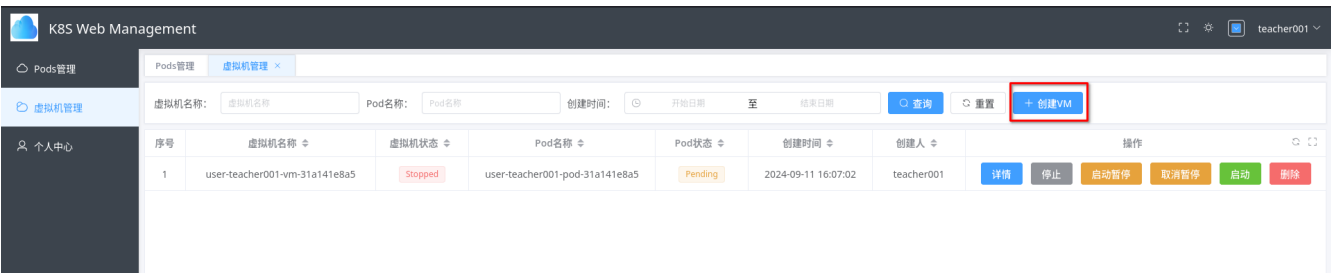 K8S Web Management
teacher001
Pods管理
虚拟机管理
个人中心
Pods管理 虚拟机管理 ×
虚拟机名称： 虚拟机名称 Pod名称： Pod名称 创建时间： 开始日期 至 结束日期 查询 重置 + 创建VM
序号 虚拟机名称 虚拟机状态 Pod名称 Pod状态 创建时间 创建人 操作
1 user-teacher001-vm-31a141e8a5 Stopped user-teacher001-pod-31a141e8a5 Pending 2024-09-11 16:07:02 teacher001 详情 停止 启动暂停 取消暂停 启动 删除